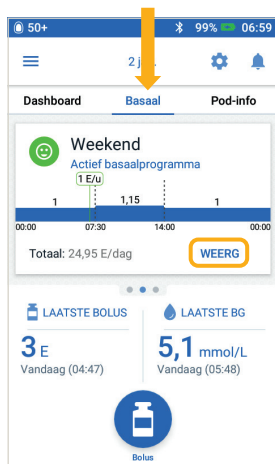 50+ 99% 06:59
Dashboard Basaal Pod-info
Weekend
Actief basaalprogramma
1 E/u
1 1,15 1
00:00 07:30 14:00 00:00
Totaal: 24,95 E/dag WEERG
LAATSTE BOLUS LAATSTE BG
3 E 5,1 mmol/L
Vandaag (04:47) Vandaag (05:48)
Bolus